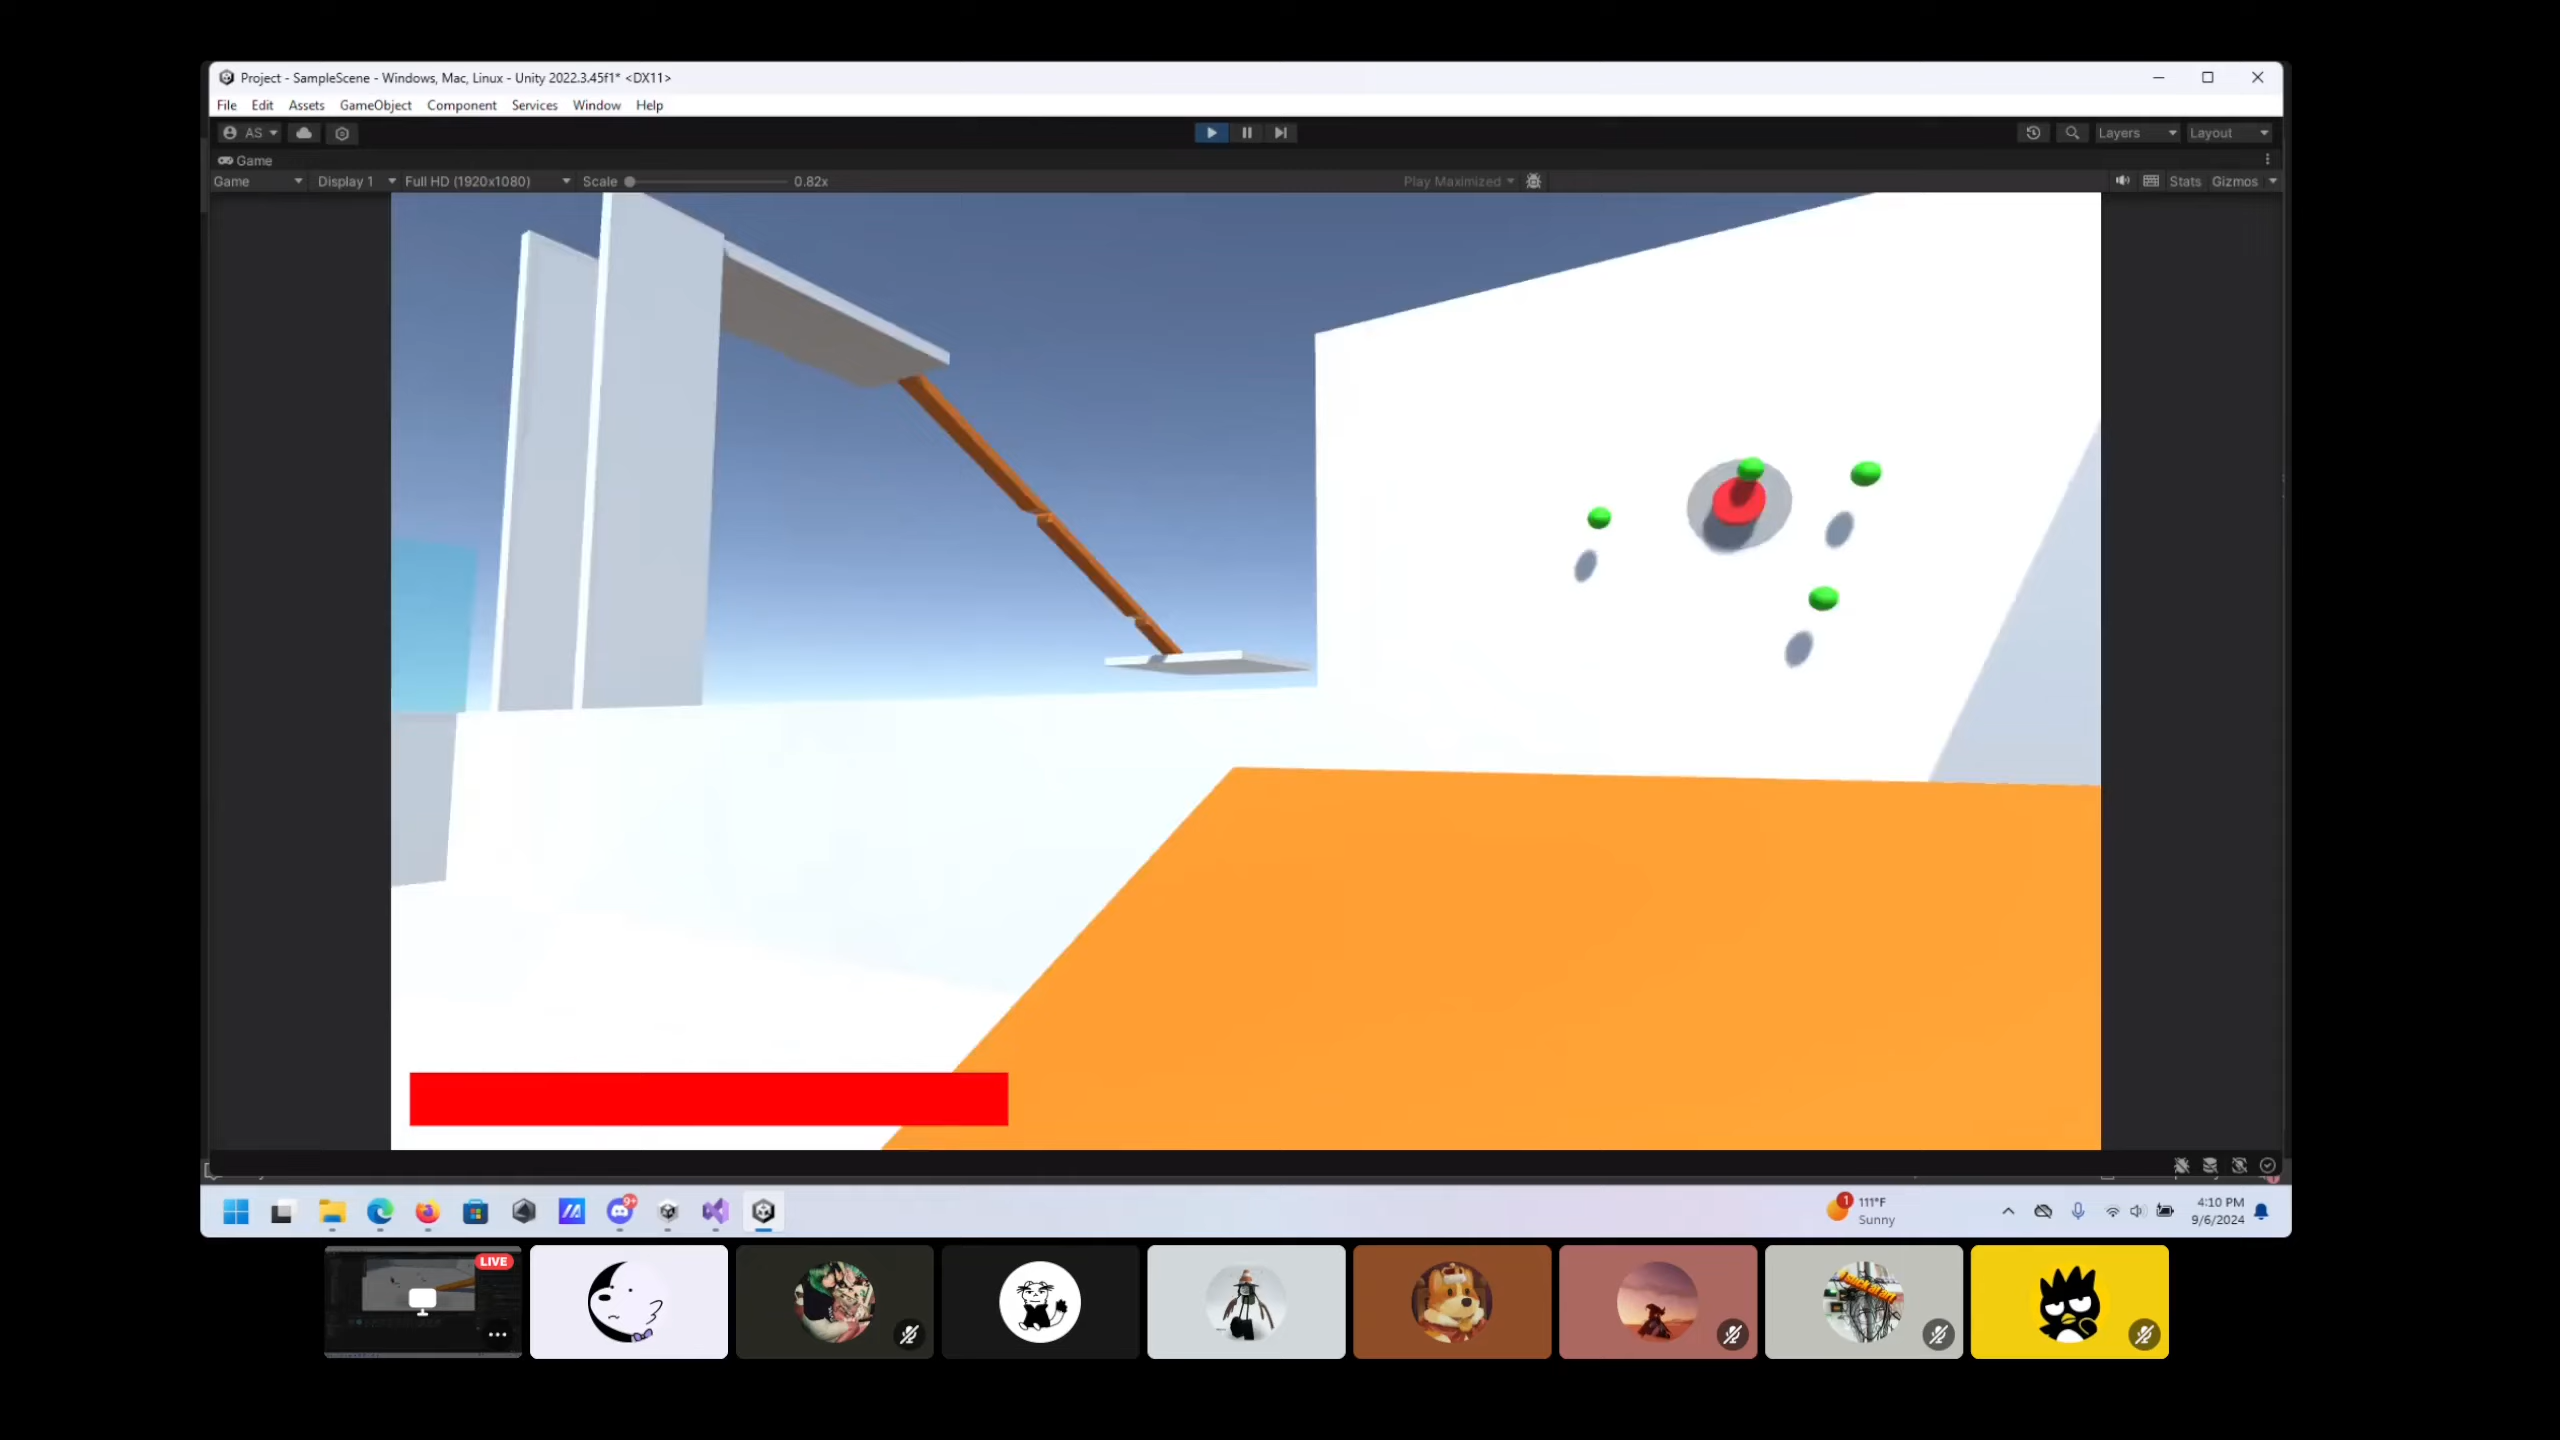 Project - SampleScene - Windows, Mac, Linux - Unity 2022.3.45f1* <DX11>
File Edit Assets GameObject Component Services Window Help
AS Layers Layout
Game
Game Display 1 Full HD (1920x1080) Scale 0.82x Play Maximized Stats Gizmos
9+
1 111°F
Sunny
4:10 PM
9/6/2024
LIVE